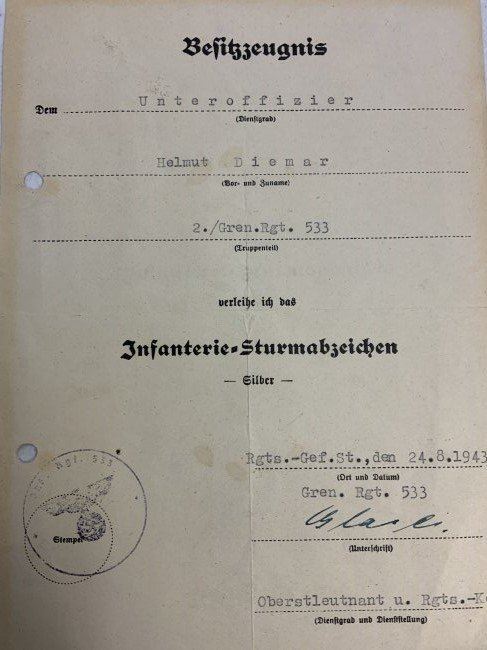 Besitzzeugnis
Dem Unteroffizier
(Dienstgrad)
Helmut Diemar
(Vor- und Zuname)
2./Gren.Rgt. 533
(Truppenteil)
verleihe ich das
Infanterie-Sturmabzeichen
— Silber —
Rgts.-Gef.St.,den 24.8.1943
(Ort und Datum)
Gren. Rgt. 533
(Unterschrift)
Rgt. 533
Stempel
Oberstleutnant u. Rgts.-K
(Dienstgrad und Dienststellung)